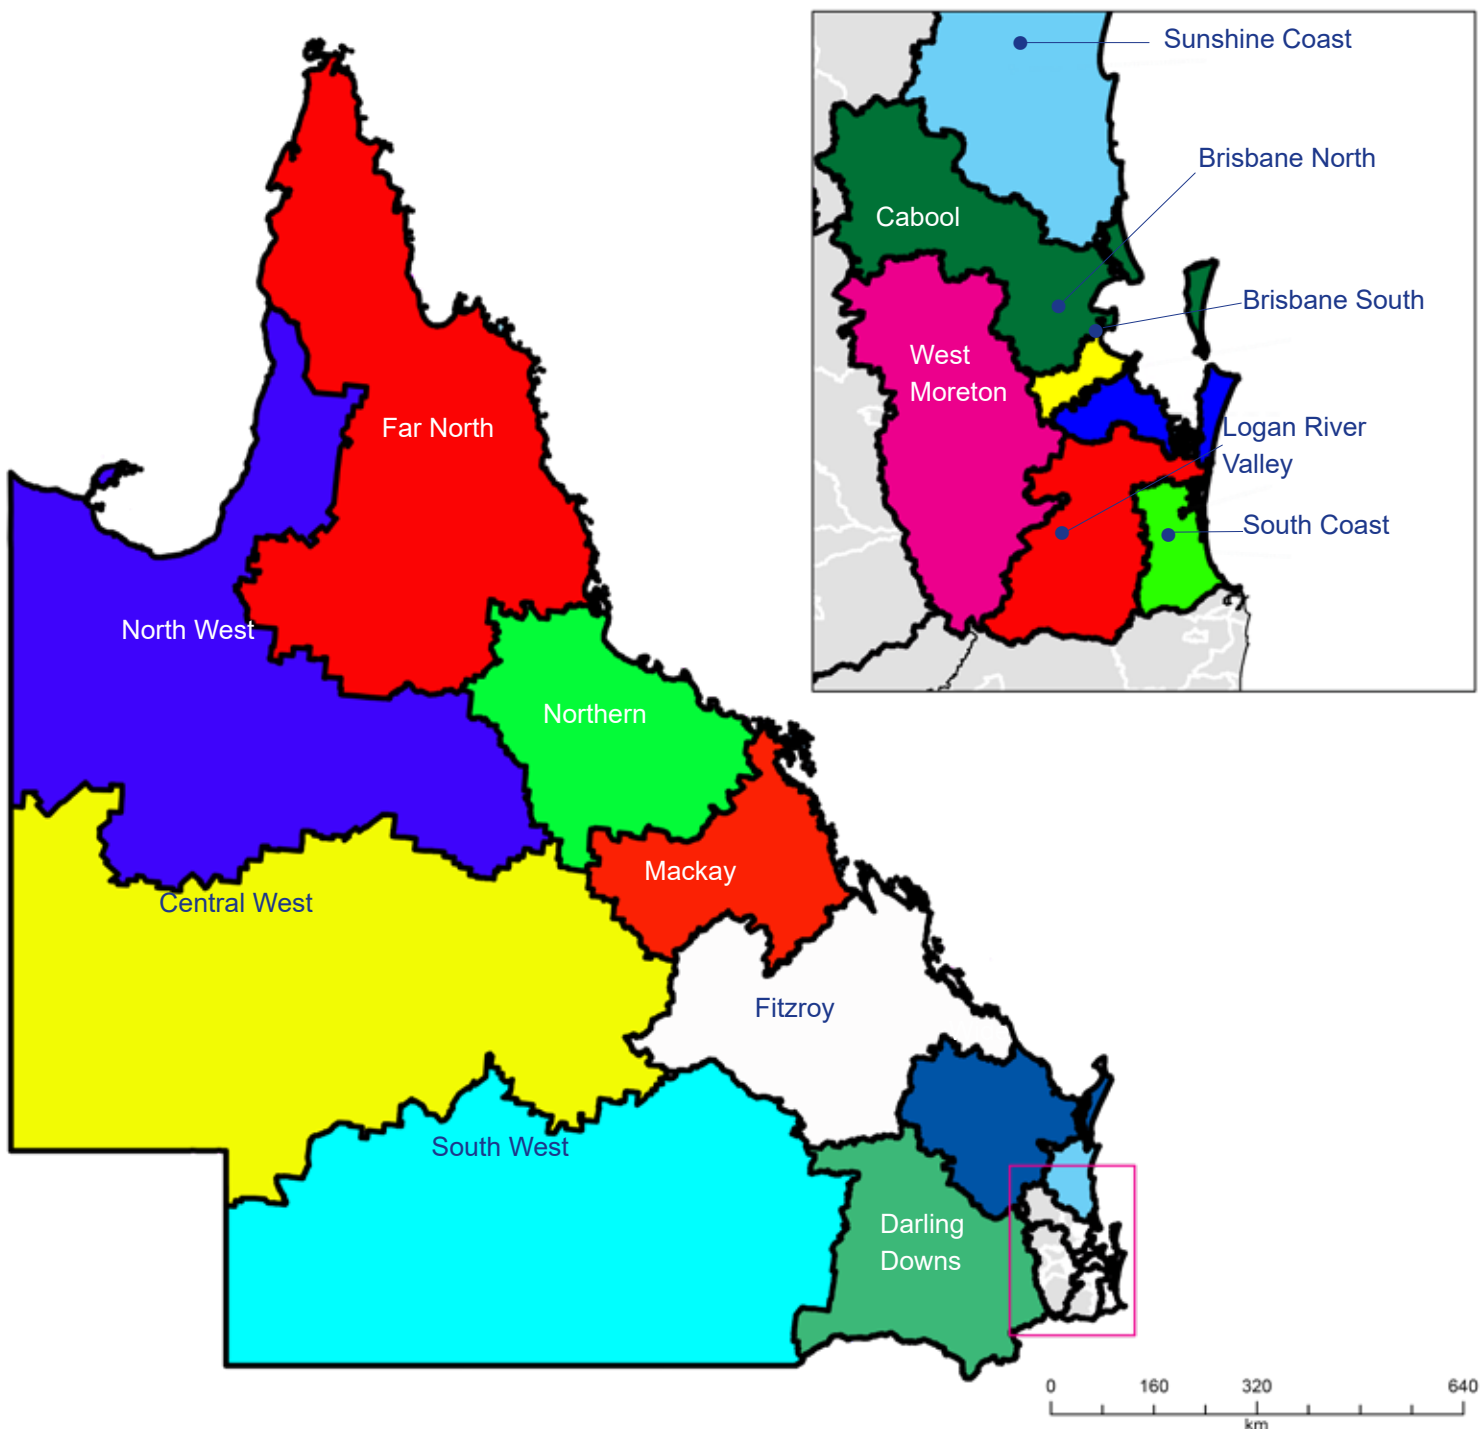 Sunshine Coast
Brisbane North
Cabool
Brisbane South
West
Moreton
Logan River
Valley
South Coast
Far North
North West
Northern
Mackay
Central West
Fitzroy
South West
Darling
Downs
0 160 320 640
km